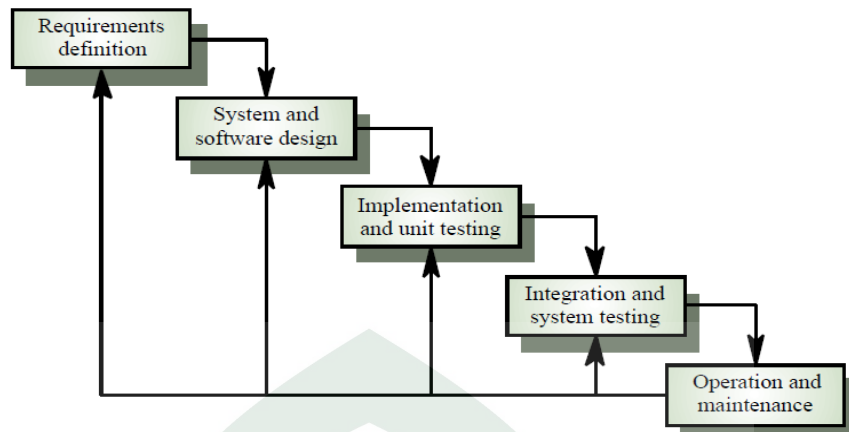 Requirements
definition
System and
software design
Implementation
and unit testing
Integration and
system testing
Operation and
maintenance